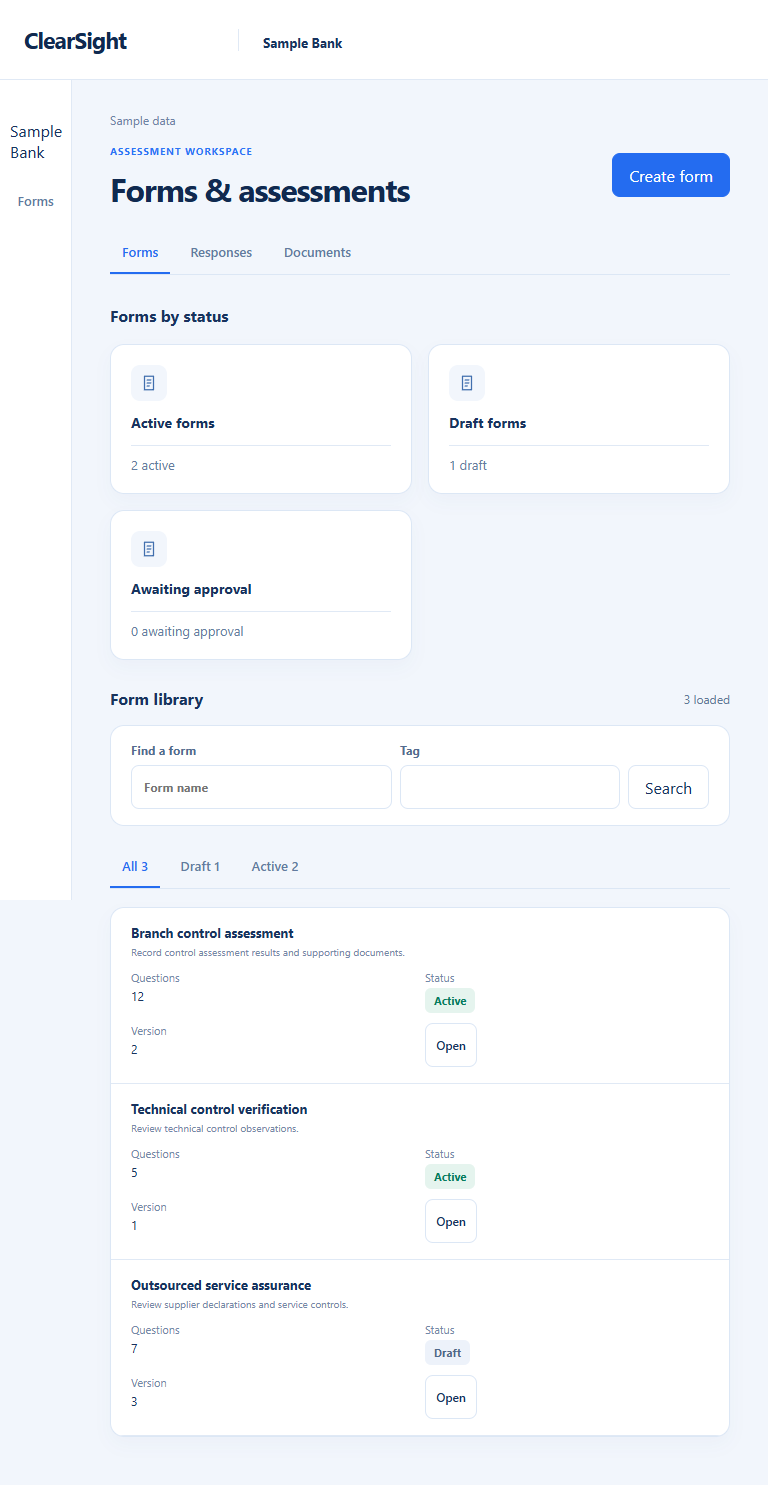 ClearSight
Sample Bank
Sample
Bank
Forms
Sample data
ASSESSMENT WORKSPACE
Forms & assessments
Create form
Forms
Responses
Documents
Forms by status
Active forms
2 active
Draft forms
1 draft
Awaiting approval
0 awaiting approval
Form library
3 loaded
Find a form
Tag
Form name
Search
All 3
Draft 1
Active 2
Branch control assessment
Record control assessment results and supporting documents.
Questions
12
Status
Active
Version
2
Open
Technical control verification
Review technical control observations.
Questions
5
Status
Active
Version
1
Open
Outsourced service assurance
Review supplier declarations and service controls.
Questions
7
Status
Draft
Version
3
Open